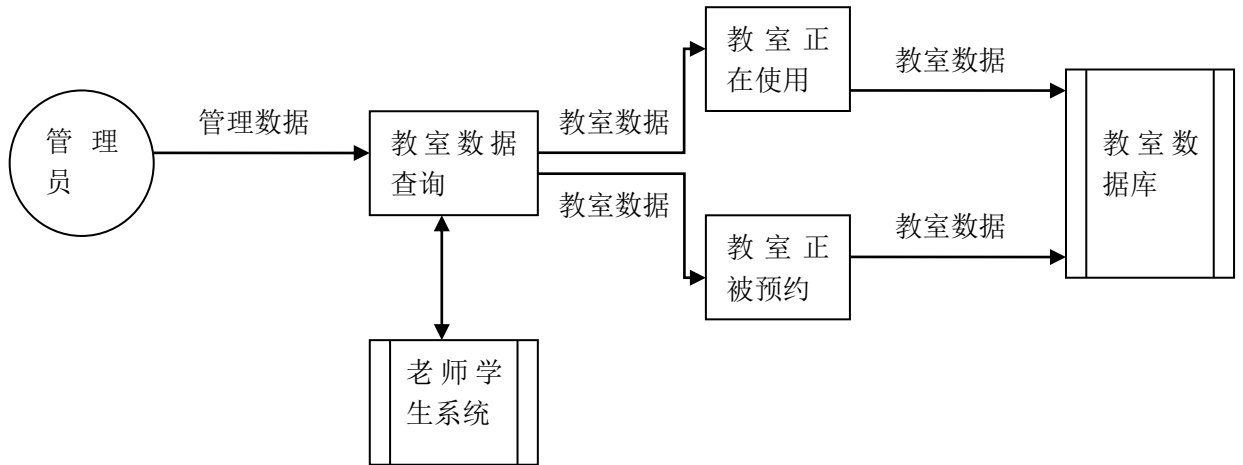 管理员
管理数据
教室数据
查询
教室数据
教室数据
教室正
在使用
教室数据
教室正
被预约
教室数据
教室数
据库
老师学
生系统